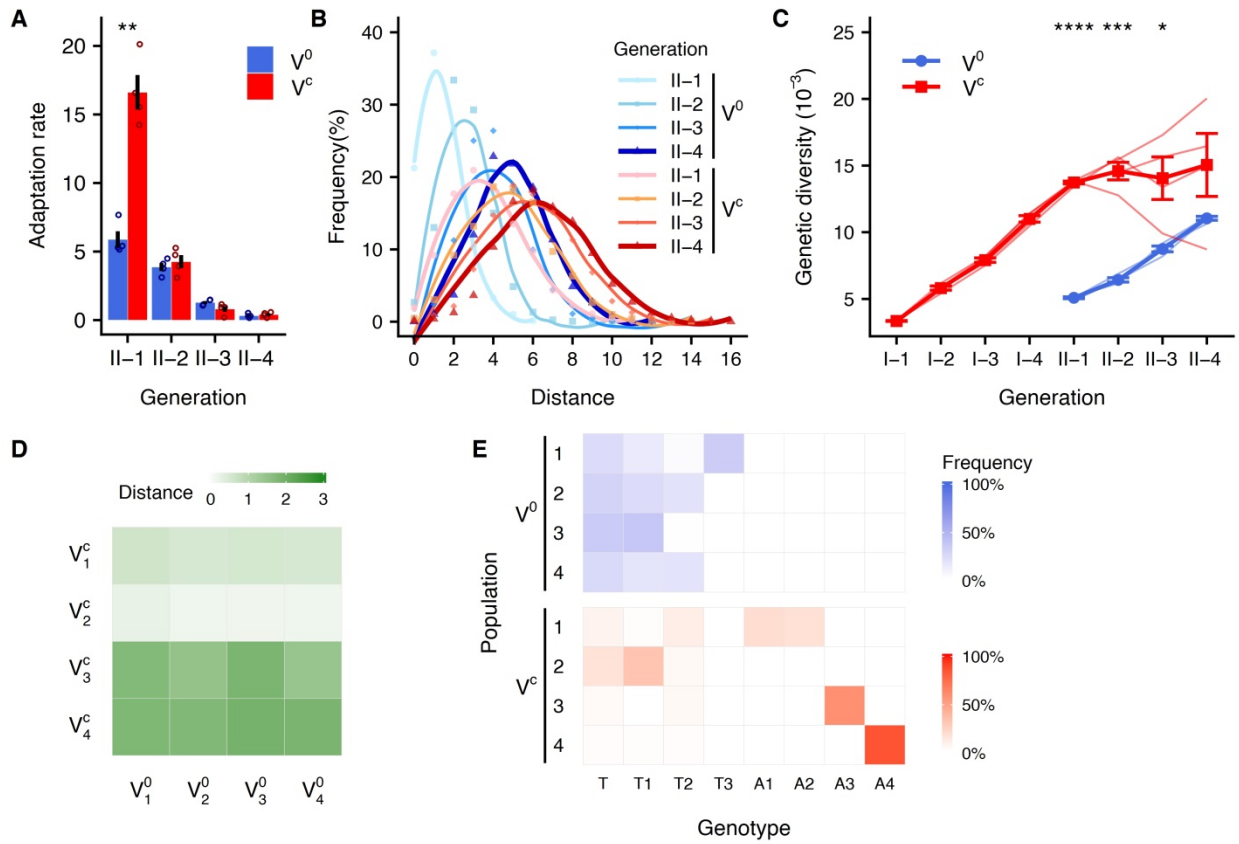 A
**
20
15
10
5
0
Adaptation rate
V⁰
Vᶜ
II–1 II–2 II–3 II–4
Generation
B
40
30
20
10
0
Frequency(%)
Generation
II–1
II–2
II–3
II–4
V⁰
II–1
II–2
II–3
II–4
Vᶜ
0 2 4 6 8 10 12 14 16
Distance
C
**** *** *
V⁰
Vᶜ
25
20
15
10
5
Genetic diversity (10⁻³)
I–1 I–2 I–3 I–4 II–1 II–2 II–3 II–4
Generation
D
Distance 0 1 2 3
Vᶜ₁
Vᶜ₂
Vᶜ₃
Vᶜ₄
V⁰₁ V⁰₂ V⁰₃ V⁰₄
E
Population
V⁰
1
2
3
4
Vᶜ
1
2
3
4
T T1 T2 T3 A1 A2 A3 A4
Genotype
Frequency
100%
50%
0%
100%
50%
0%